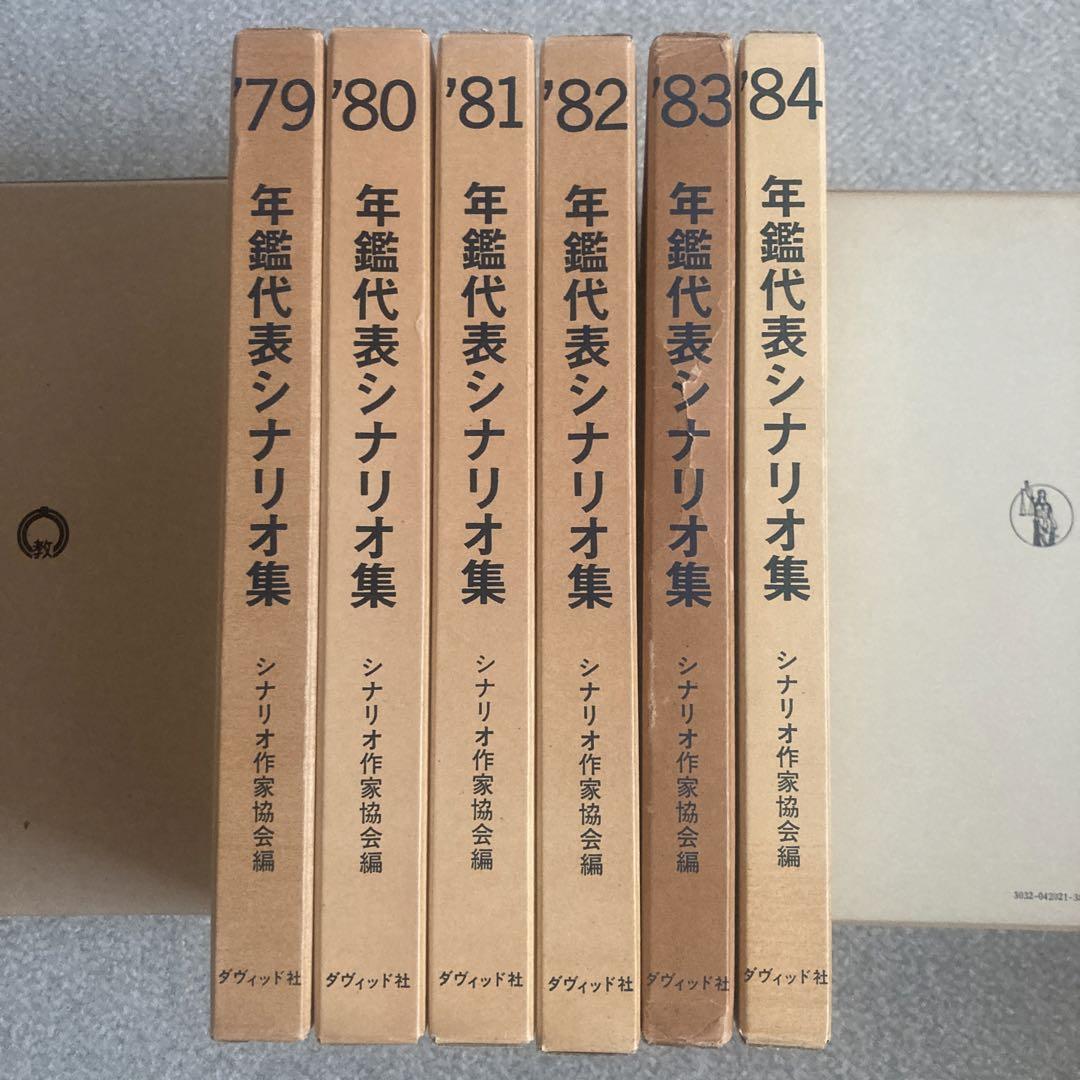 '79
年鑑代表シナリオ集
シナリオ作家協会編
ダヴィッド社
'80
年鑑代表シナリオ集
シナリオ作家協会編
ダヴィッド社
'81
年鑑代表シナリオ集
シナリオ作家協会編
ダヴィッド社
'82
年鑑代表シナリオ集
シナリオ作家協会編
ダヴィッド社
'83
年鑑代表シナリオ集
シナリオ作家協会編
ダヴィッド社
'84
年鑑代表シナリオ集
シナリオ作家協会編
ダヴィッド社
教